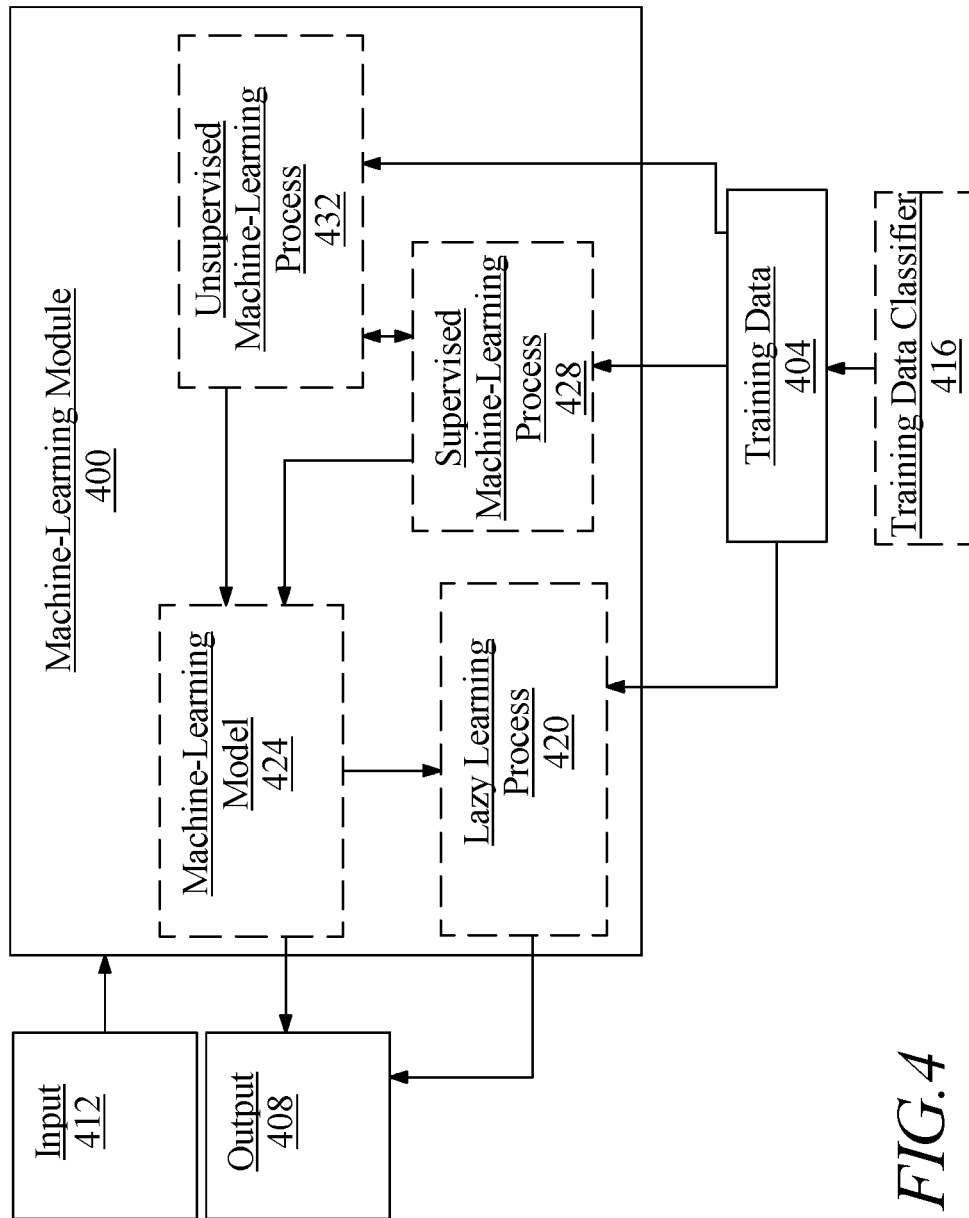 Machine-Learning Module
400
Input
412
Output
408
Machine-Learning
Model
424
Unsupervised
Machine-Learning
Process
432
Lazy Learning
Process
420
Supervised
Machine-Learning
Process
428
Training Data
404
Training Data Classifier
416
FIG.4